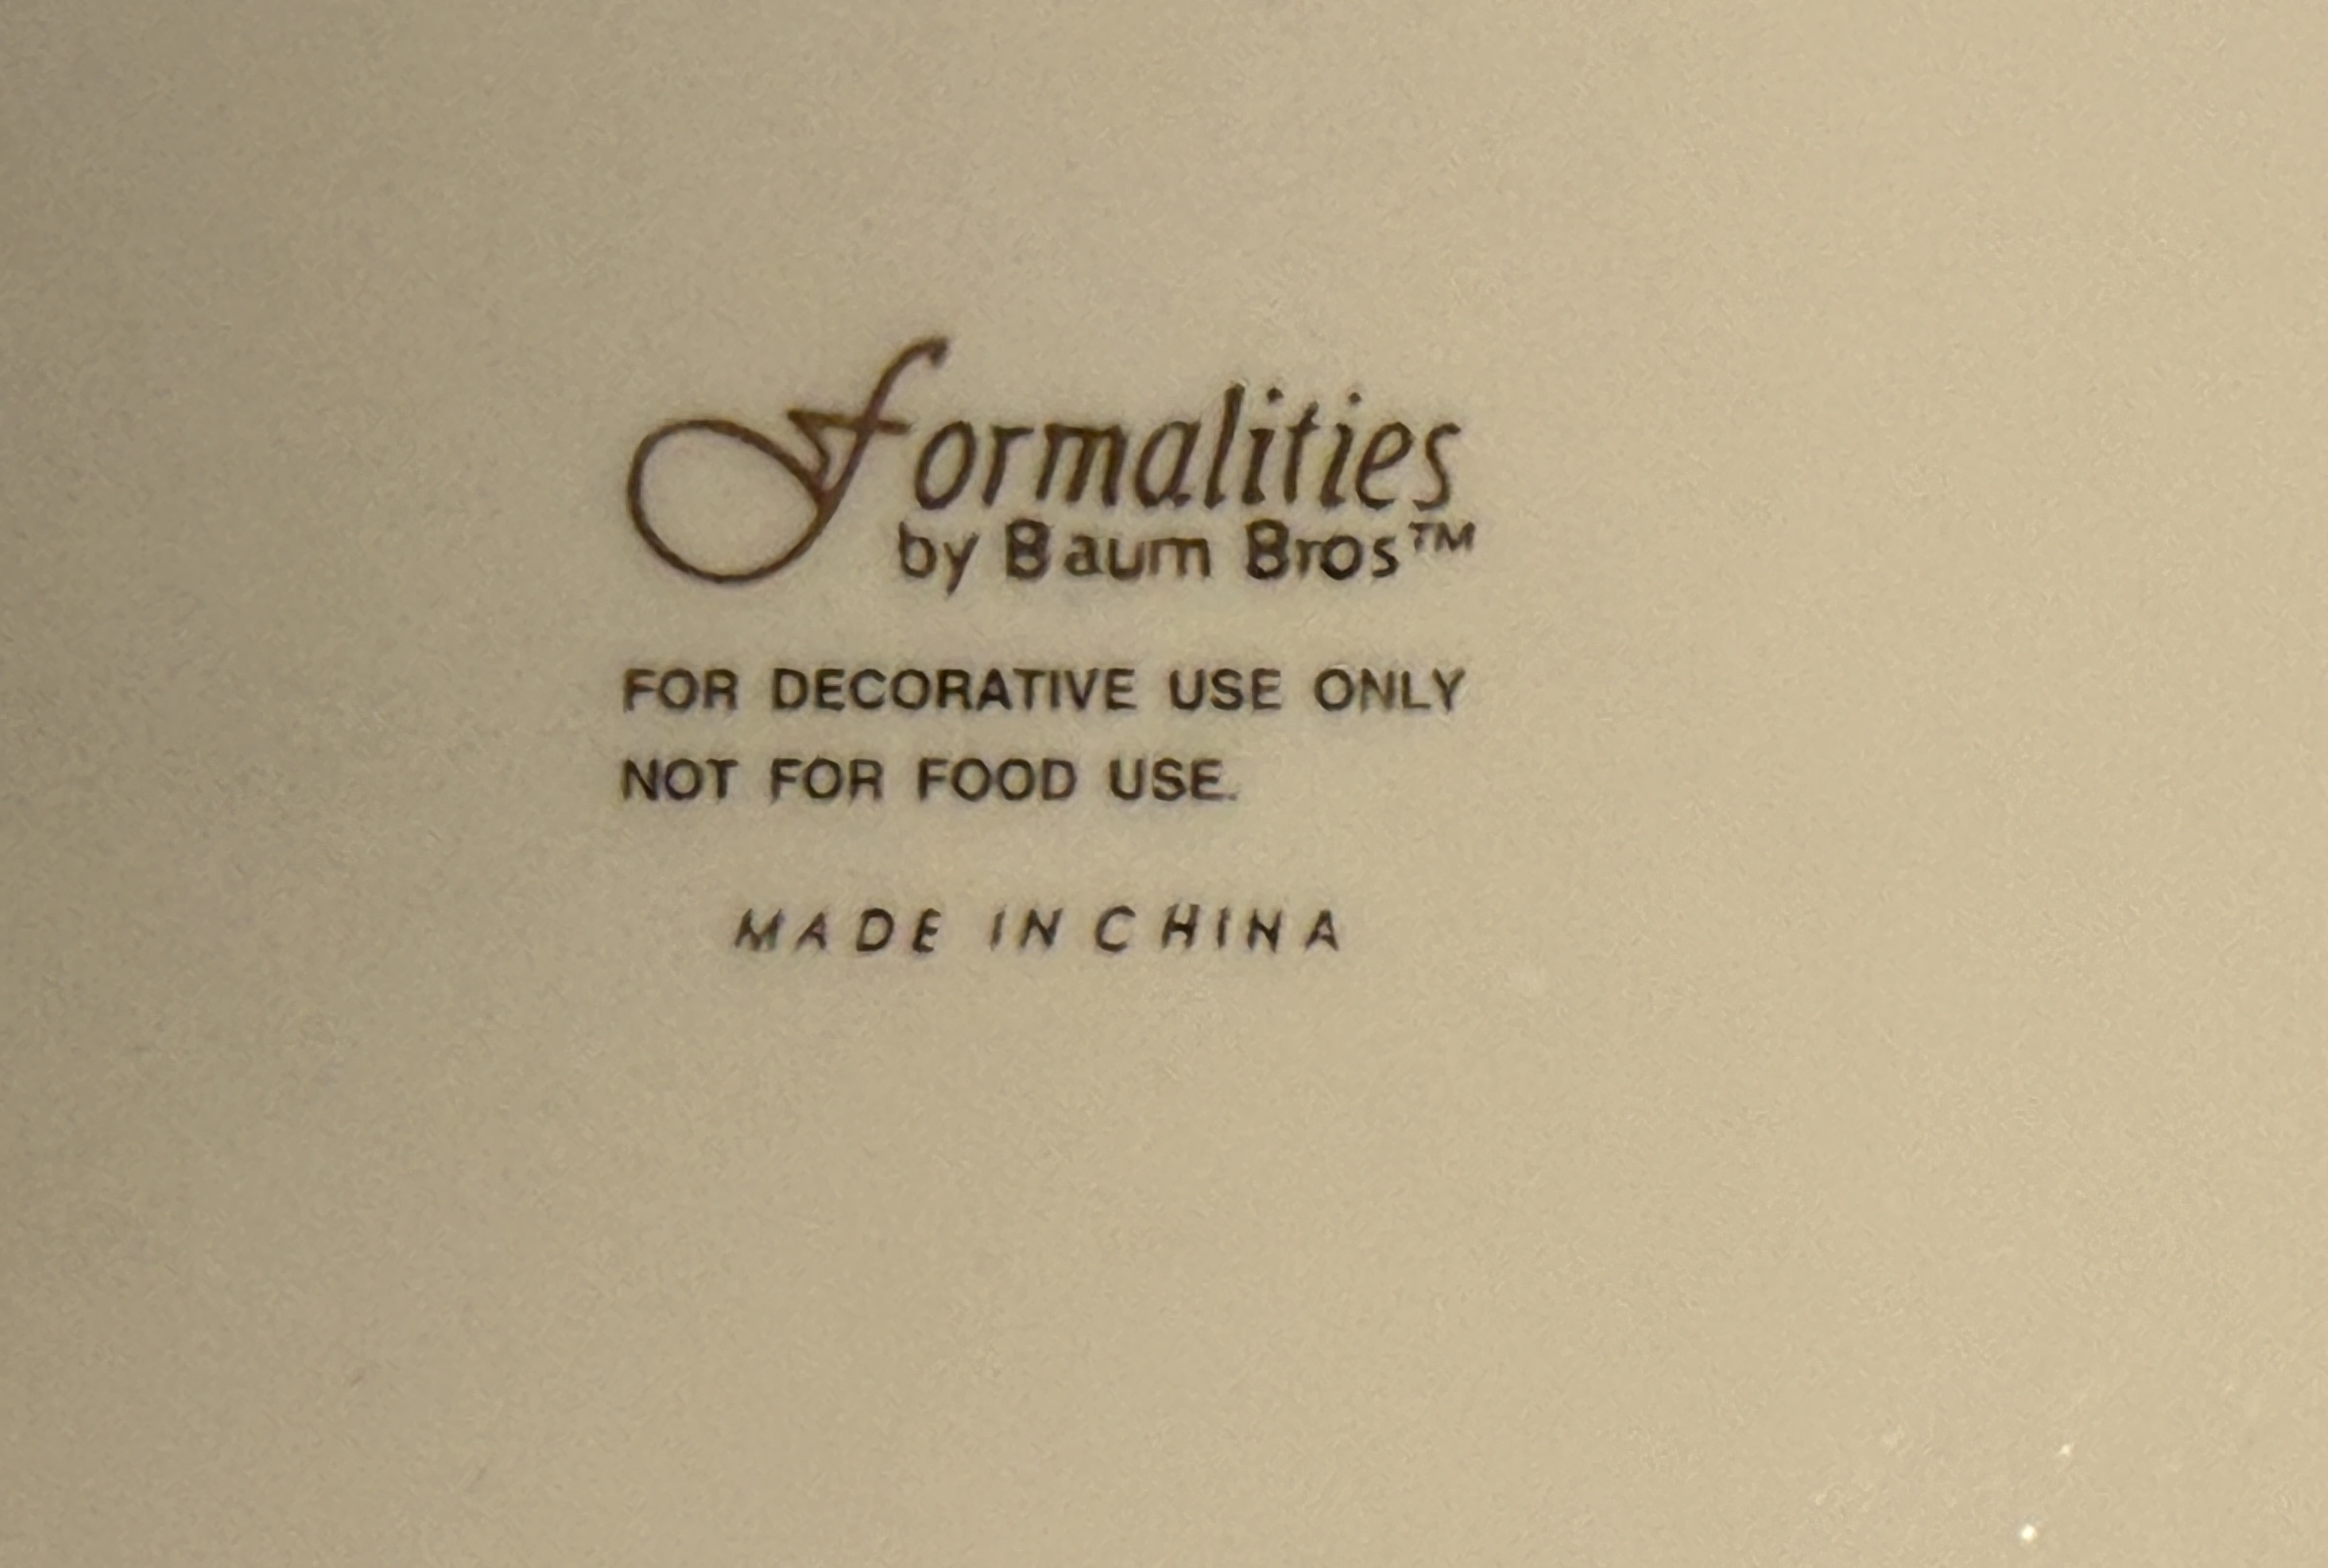 Formalities
by Baum Bros™
FOR DECORATIVE USE ONLY
NOT FOR FOOD USE.
MADE IN CHINA